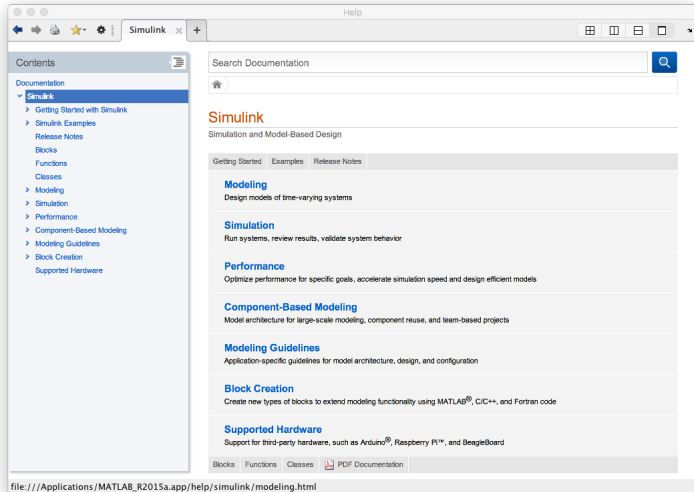 Help
Simulink
Contents
Documentation
Simulink
Getting Started with Simulink
Simulink Examples
Release Notes
Blocks
Functions
Classes
Modeling
Simulation
Performance
Component-Based Modeling
Modeling Guidelines
Block Creation
Supported Hardware
Search Documentation
Simulink
Simulation and Model-Based Design
Getting Started Examples Release Notes
Modeling
Design models of time-varying systems
Simulation
Run systems, review results, validate system behavior
Performance
Optimize performance for specific goals, accelerate simulation speed and design efficient models
Component-Based Modeling
Model architecture for large-scale modeling, component reuse, and team-based projects
Modeling Guidelines
Application-specific guidelines for model architecture, design, and configuration
Block Creation
Create new types of blocks to extend modeling functionality using MATLAB®, C/C++, and Fortran code
Supported Hardware
Support for third-party hardware, such as Arduino®, Raspberry Pi™, and BeagleBoard
Blocks Functions Classes PDF Documentation
file:///Applications/MATLAB_R2015a.app/help/simulink/modeling.html